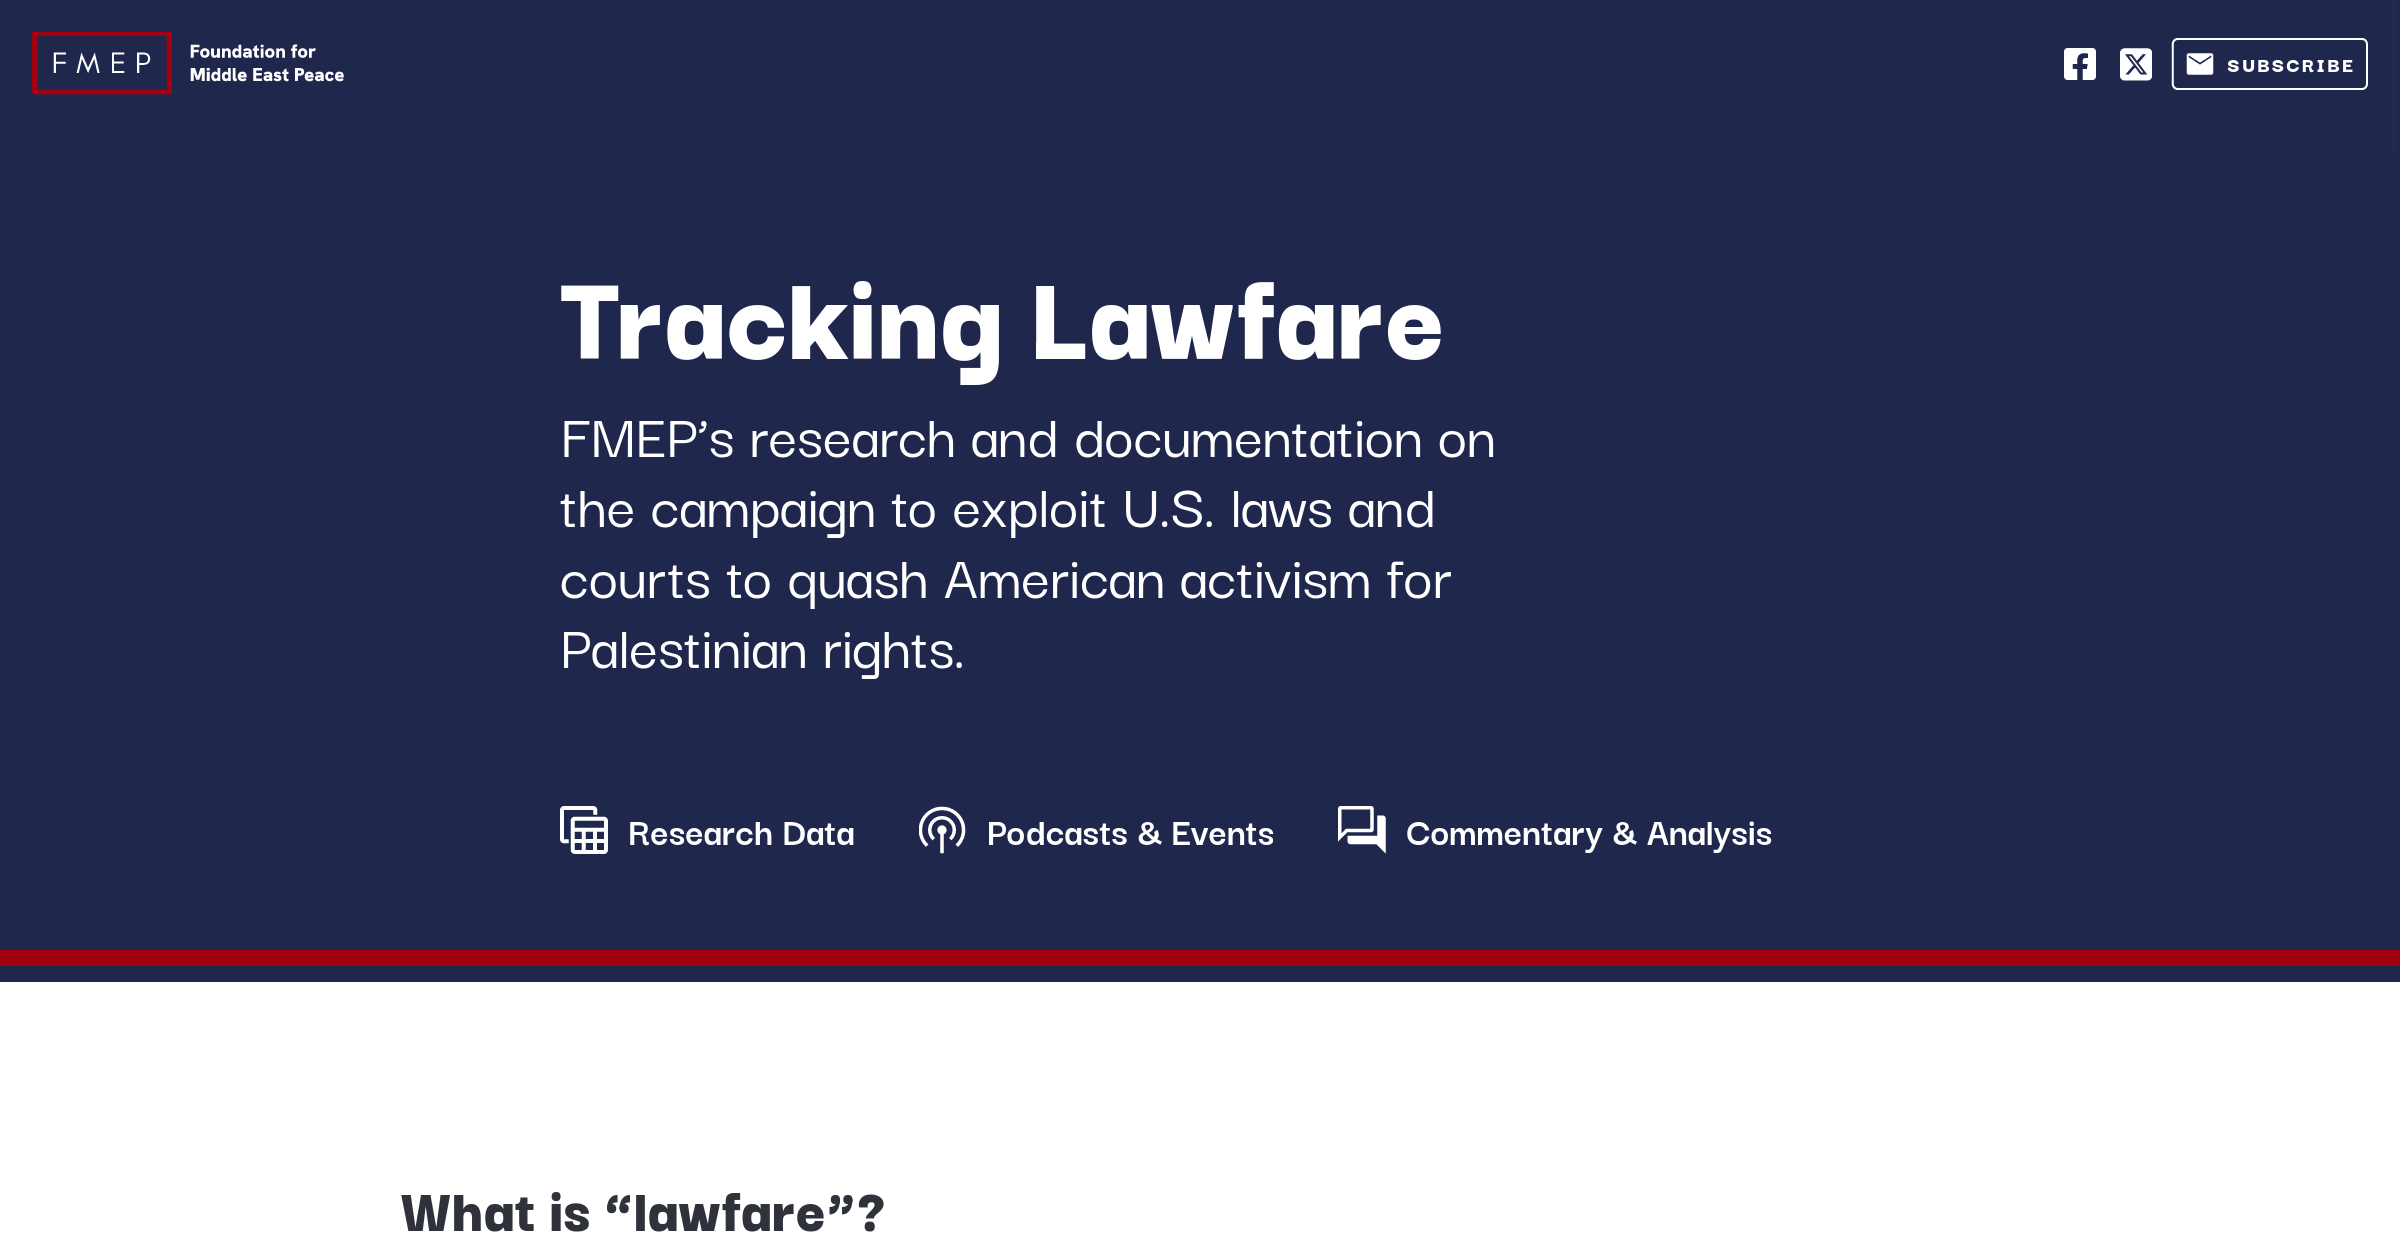 FMEP
Foundation for
Middle East Peace
SUBSCRIBE
Tracking Lawfare
FMEP’s research and documentation on
the campaign to exploit U.S. laws and
courts to quash American activism for
Palestinian rights.
Research Data
Podcasts & Events
Commentary & Analysis
What is “lawfare”?